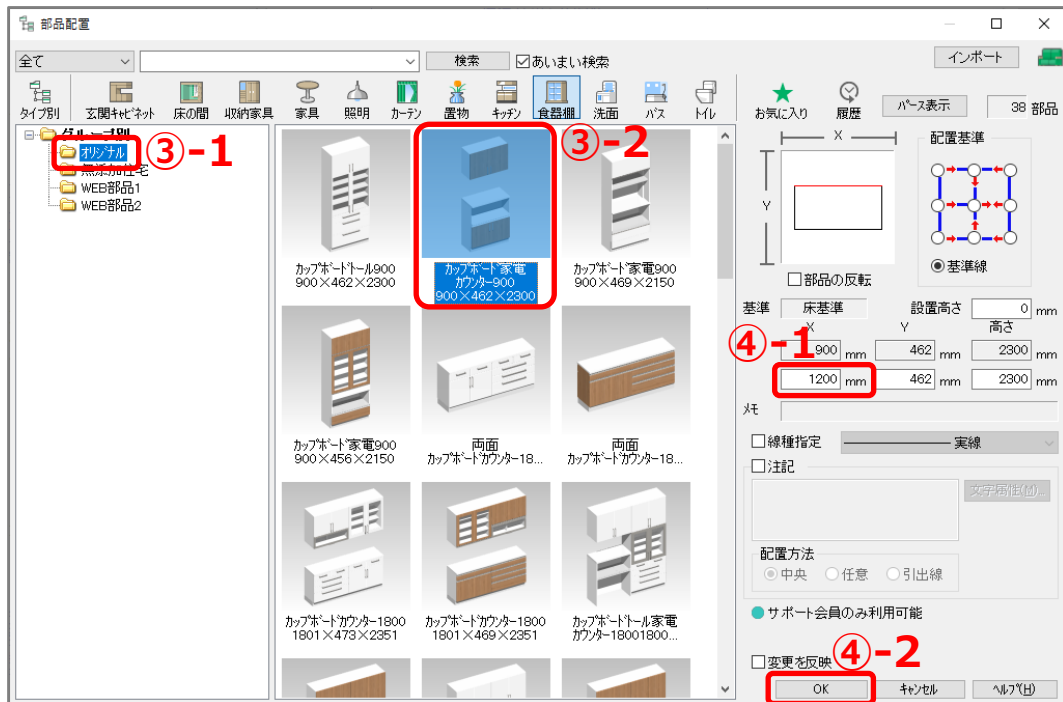 部品配置
インポート
全て
検索
あいまい検索
タイプ別
玄関キャビネット
床の間
収納家具
家具
照明
カーテン
置物
キッチン
食器棚
洗面
バス
トイレ
お気に入り
履歴
パース表示
38 部品
グループ別
オリジナル
無添加住宅
WEB部品1
WEB部品2
③-1
③-2
カップボードトール900
900×462×2300
カップボード家電
カウンター900
900×462×2300
カップボード家電900
900×469×2150
カップボード家電900
900×456×2150
両面
カップボードカウンター18...
両面
カップボードカウンター18...
カップボードカウンター1800
1801×473×2351
カップボードカウンター1800
1801×469×2351
カップボードトール家電
カウンター18001800...
X
Y
配置基準
基準線
部品の反転
基準 床基準 設置高さ 0 mm
X Y 高さ
④-1
900 mm 462 mm 2300 mm
1200 mm 462 mm 2300 mm
メモ
線種指定 実線
注記
文字属性(M)...
配置方法
中央 任意 引出線
サポート会員のみ利用可能
変更を反映
④-2
OK キャンセル ヘルプ(H)